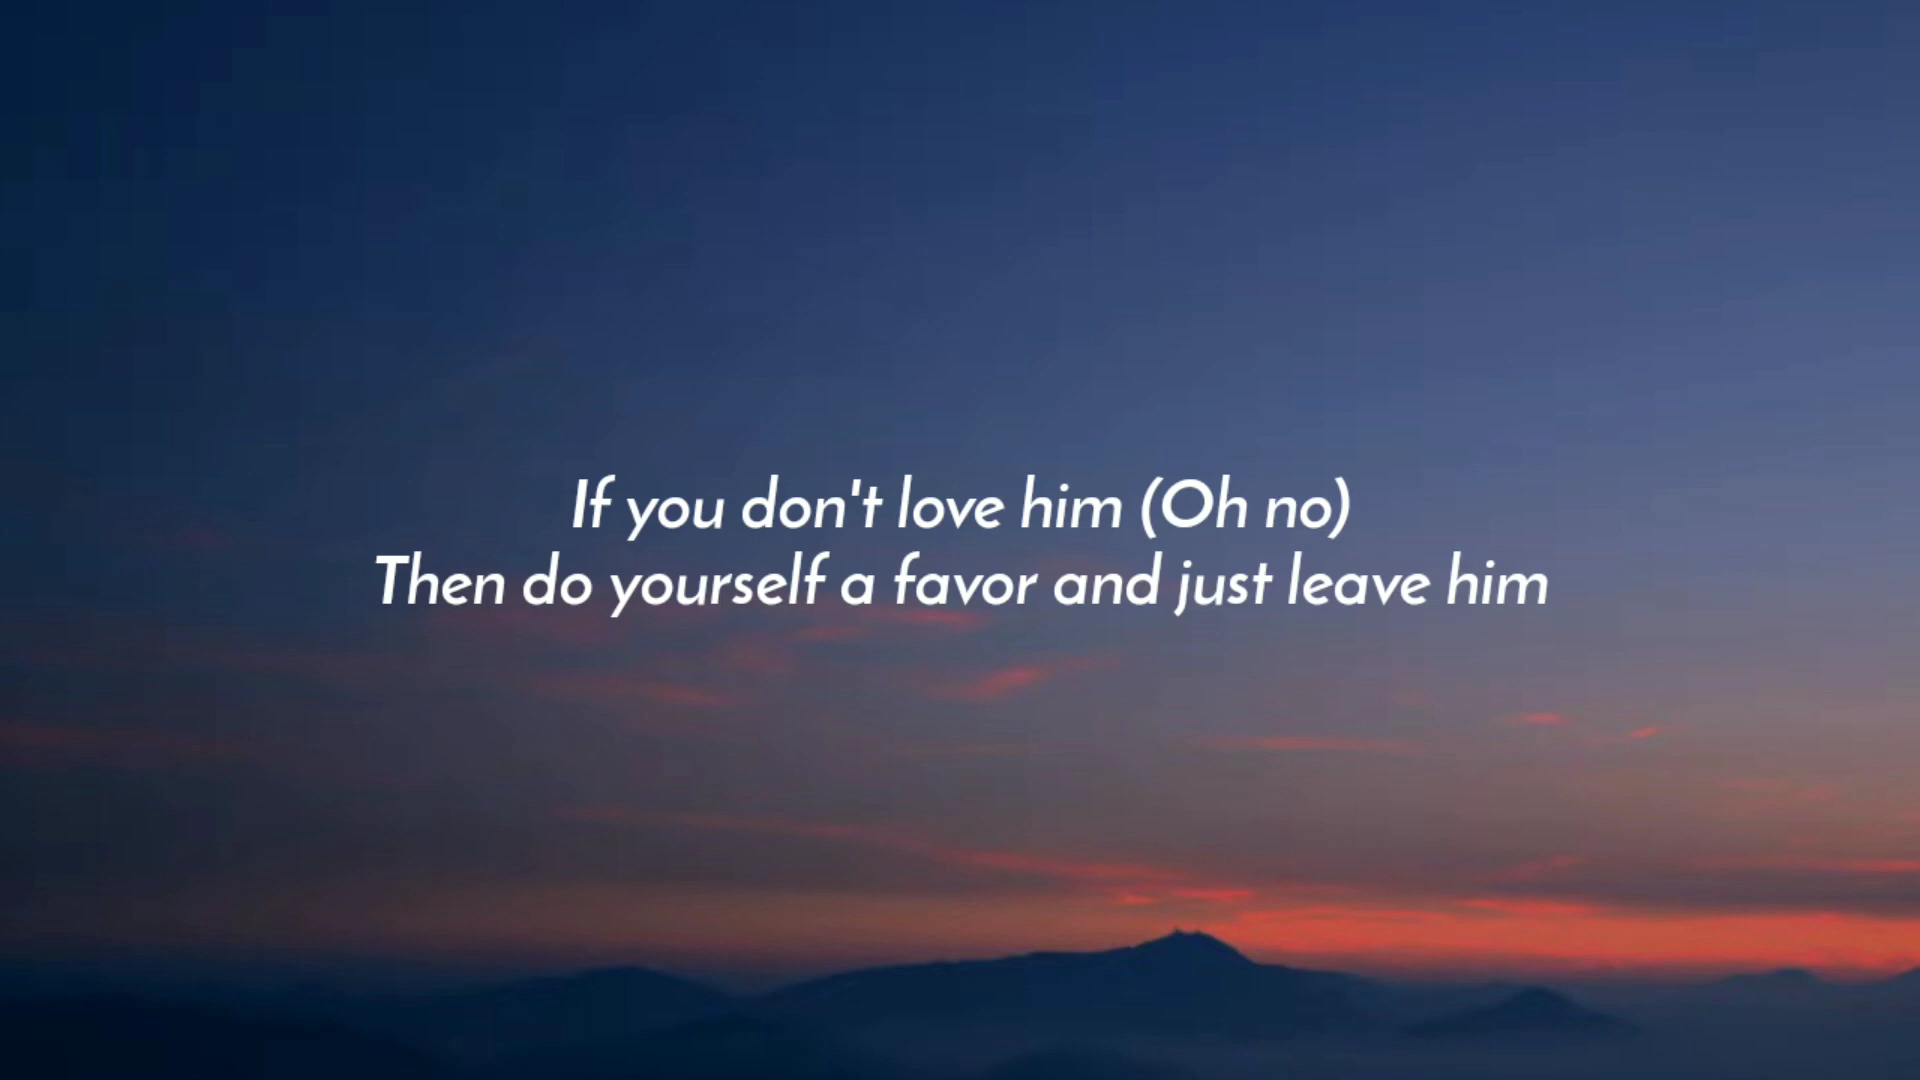 If you don't love him (Oh no)
Then do yourself a favor and just leave him